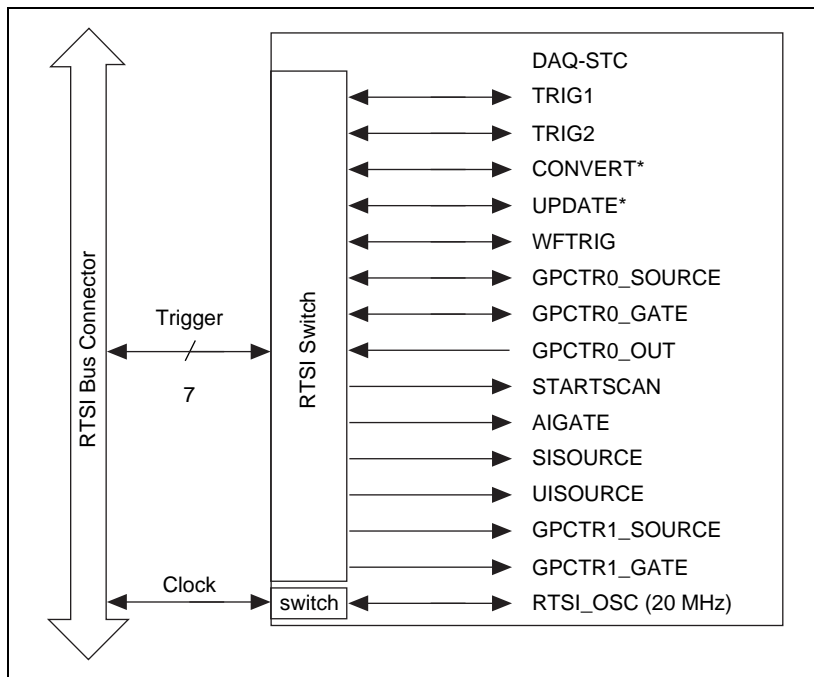 DAQ-STC
TRIG1
TRIG2
CONVERT*
UPDATE*
WFTRIG
GPCTR0_SOURCE
GPCTR0_GATE
GPCTR0_OUT
STARTSCAN
AIGATE
SISOURCE
UISOURCE
GPCTR1_SOURCE
GPCTR1_GATE
RTSI_OSC (20 MHz)
RTSI Bus Connector
Trigger
7
Clock
RTSI Switch
switch